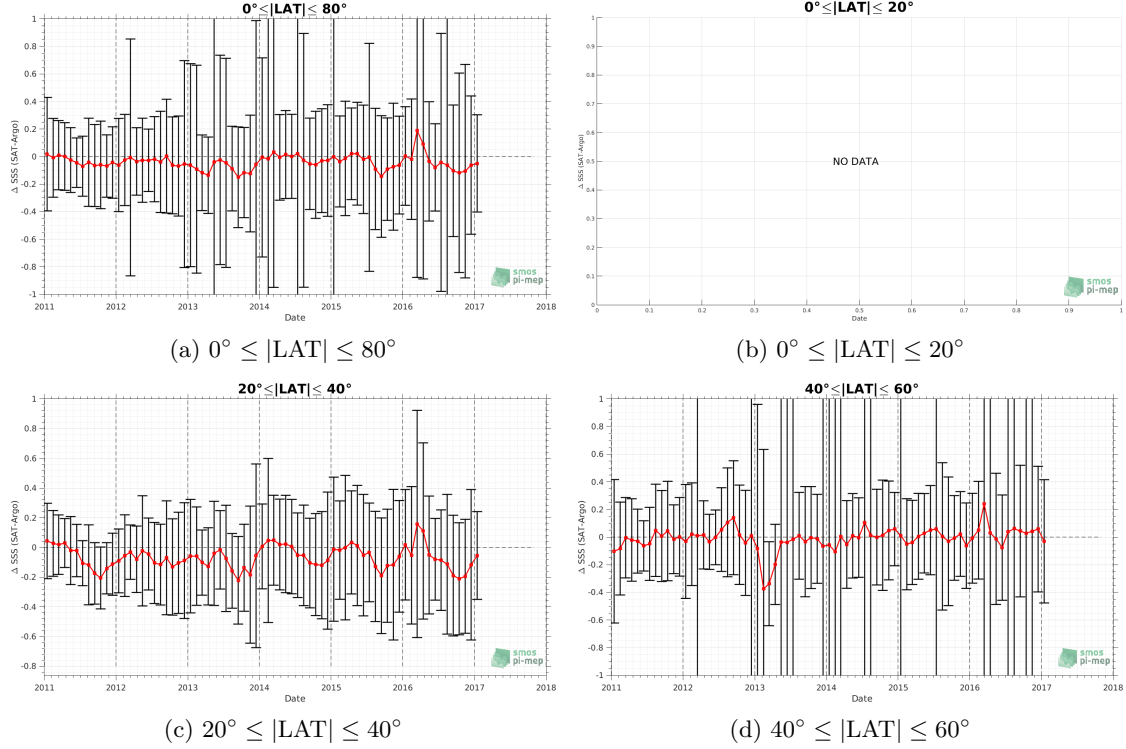 0°≤|LAT|≤ 80°
Δ SSS (SAT-Argo)
1
0.8
0.6
0.4
0.2
0
-0.2
-0.4
-0.6
-0.8
-1
2011 2012 2013 2014 2015 2016 2017 2018
Date
smos
pi-mep
(a) 0° ≤ |LAT| ≤ 80°
0°≤|LAT|≤ 20°
Δ SSS (SAT-Argo)
1
0.9
0.8
0.7
0.6
0.5
0.4
0.3
0.2
0.1
0
NO DATA
0 0.1 0.2 0.3 0.4 0.5 0.6 0.7 0.8 0.9 1
Date
smos
pi-mep
(b) 0° ≤ |LAT| ≤ 20°
20°≤|LAT|≤ 40°
Δ SSS (SAT-Argo)
1
0.8
0.6
0.4
0.2
0
-0.2
-0.4
-0.6
-0.8
2011 2012 2013 2014 2015 2016 2017 2018
Date
smos
pi-mep
(c) 20° ≤ |LAT| ≤ 40°
40°≤|LAT|≤ 60°
Δ SSS (SAT-Argo)
1
0.8
0.6
0.4
0.2
0
-0.2
-0.4
-0.6
-0.8
-1
2011 2012 2013 2014 2015 2016 2017 2018
Date
smos
pi-mep
(d) 40° ≤ |LAT| ≤ 60°